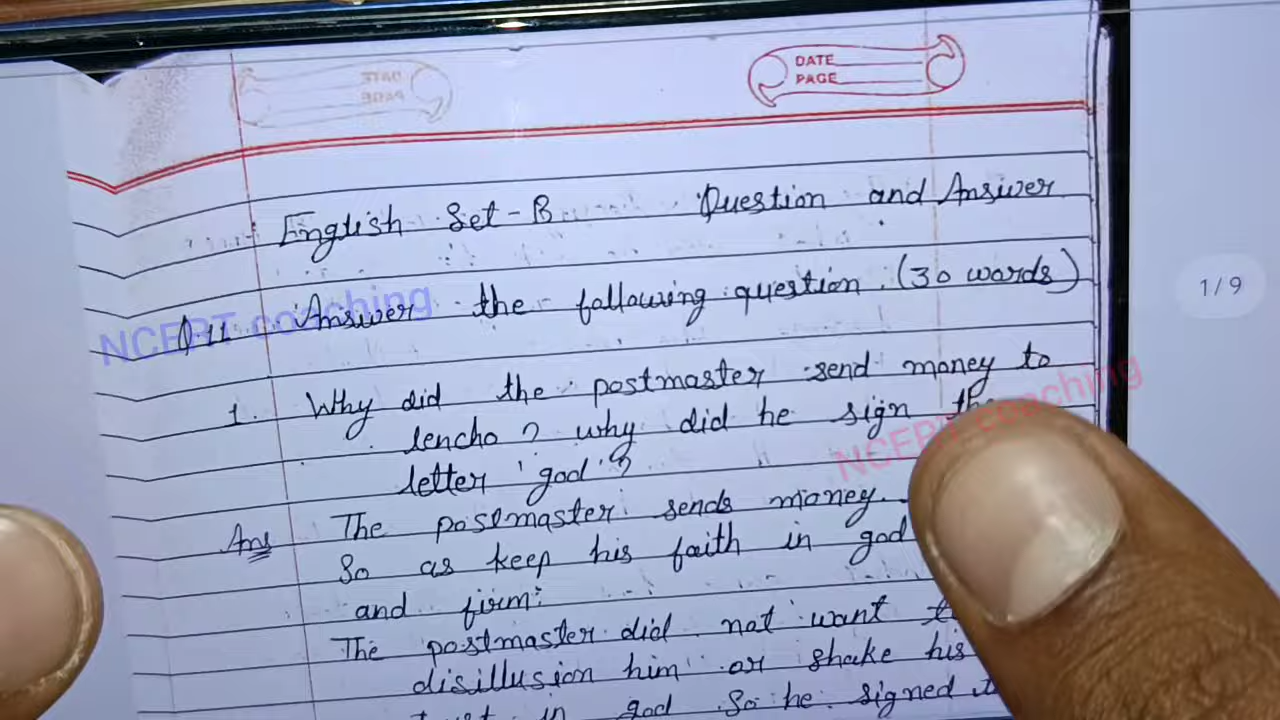 DATE
PAGE
English Set-B Question and Answer
Q.11 Answer the following question. (30 words)
NCERT coaching
1. Why did the postmaster send money to
lencho? why did he sign the
letter 'god'?
NCERT coaching
Ans The postmaster sends money.
So as keep his faith in god
and firm.
The postmaster did not want
disillusion him or shake his
in god. So he signed
1/9